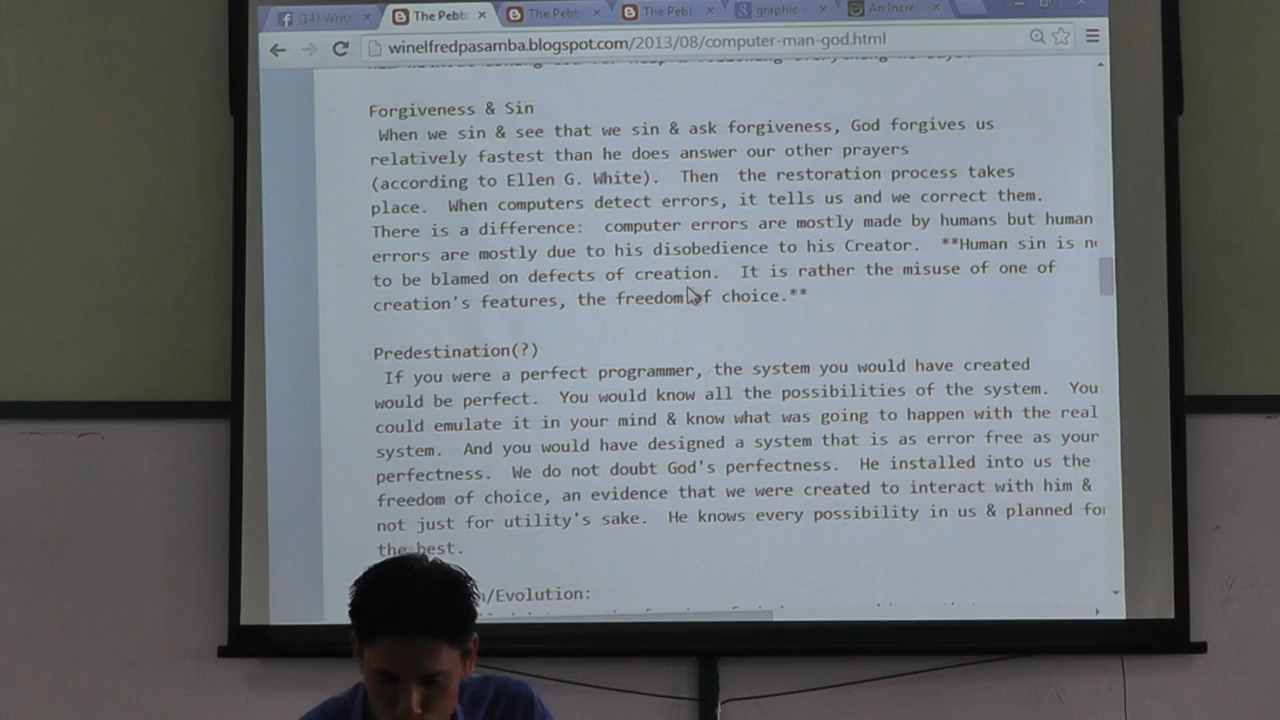 (14) Writi
The Pebb
The Pebb
The Pebb
graphic
An Incre
winelfredpasamba.blogspot.com/2013/08/computer-man-god.html
Forgiveness & Sin
When we sin & see that we sin & ask forgiveness, God forgives us
relatively fastest than he does answer our other prayers
(according to Ellen G. White). Then the restoration process takes
place. When computers detect errors, it tells us and we correct them.
There is a difference: computer errors are mostly made by humans but human
errors are mostly due to his disobedience to his Creator. **Human sin is
to be blamed on defects of creation. It is rather the misuse of one of
creation's features, the freedom of choice.**
Predestination(?)
If you were a perfect programmer, the system you would have created
would be perfect. You would know all the possibilities of the system. You
could emulate it in your mind & know what was going to happen with the real
system. And you would have designed a system that is as error free as your
perfectness. We do not doubt God's perfectness. He installed into us the
freedom of choice, an evidence that we were created to interact with him &
not just for utility's sake. He knows every possibility in us & planned for
the best.
/Evolution: